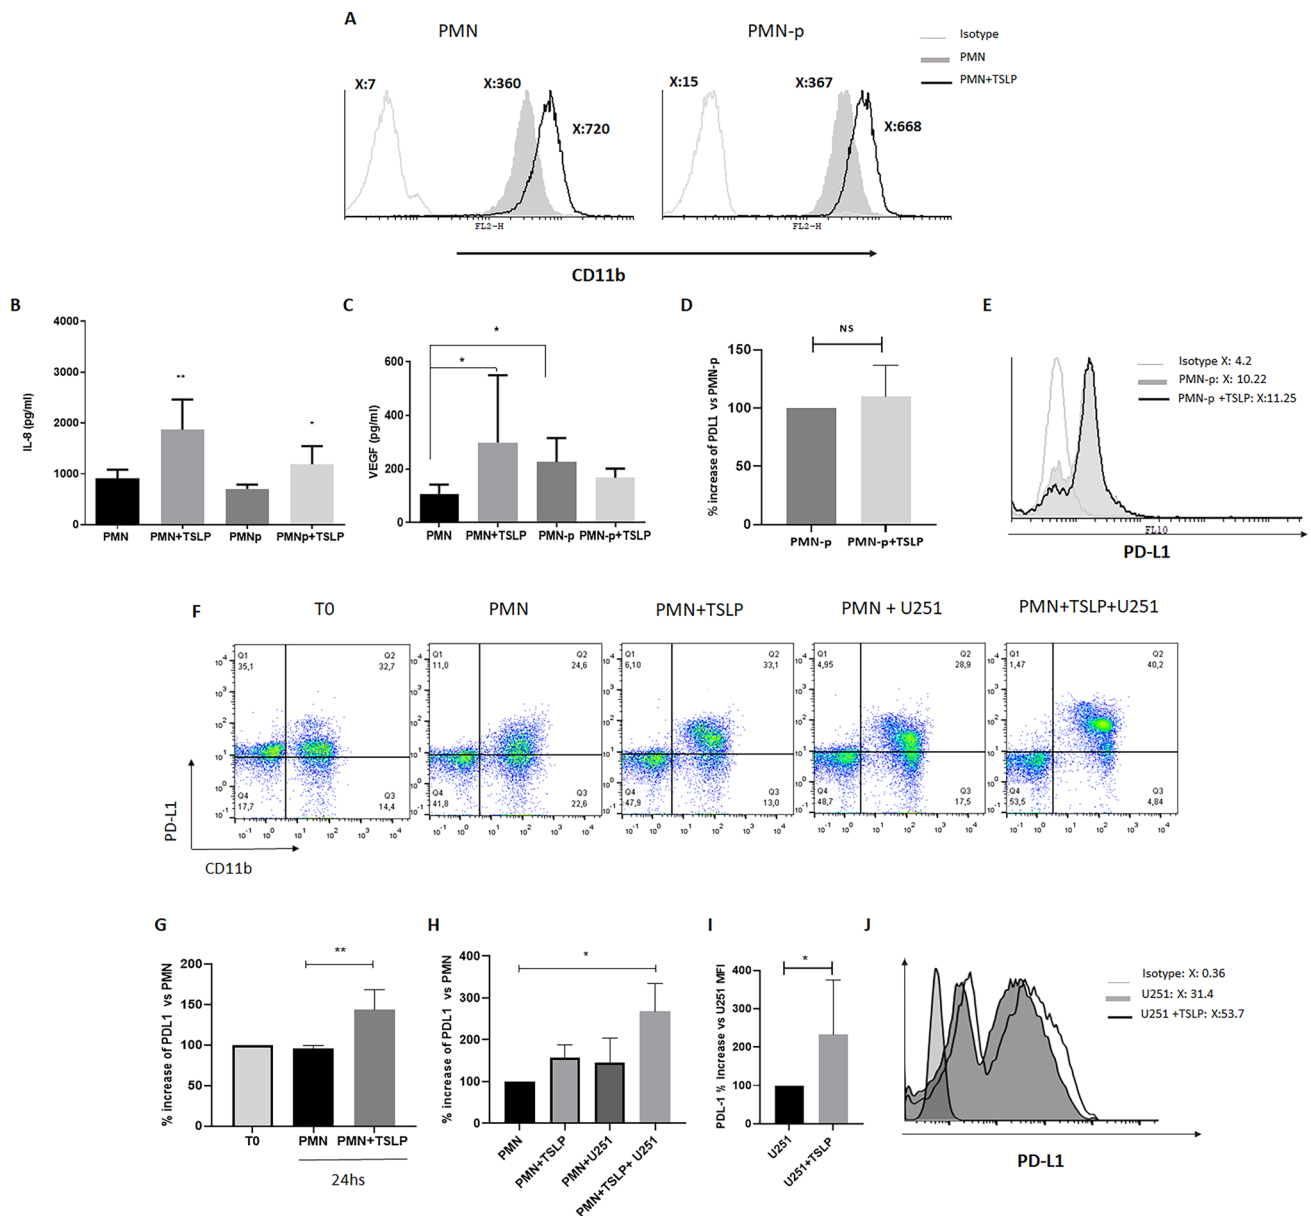 A
PMN
PMN-p
Isotype
PMN
PMN+TSLP
X:7
X:360
X:720
X:15
X:367
X:668
FL2-H
FL2-H
CD11b
B
IL-8 (pg/ml)
4000
3000
2000
1000
0
**
*
PMN
PMN+TSLP
PMNp
PMNp+TSLP
C
VEGF (pg/ml)
600
400
200
0
*
*
PMN
PMN+TSLP
PMN-p
PMN-p+TSLP
D
% increase of PDL1 vs PMN-p
150
100
50
0
NS
PMN-p
PMN-p+TSLP
E
Isotype X: 4.2
PMN-p: X: 10.22
PMN-p +TSLP: X:11.25
FL10
PD-L1
F
T0
PMN
PMN+TSLP
PMN + U251
PMN+TSLP+U251
Q1
35,1
Q2
32,7
Q4
17,7
Q3
14,4
Q1
11,0
Q2
24,6
Q4
41,8
Q3
22,6
Q1
6,10
Q2
33,1
Q4
47,9
Q3
13,0
Q1
4,95
Q2
28,9
Q4
48,7
Q3
17,5
Q1
1,47
Q2
40,2
Q4
53,5
Q3
4,84
PD-L1
CD11b
G
% increase of PDL1 vs PMN
200
150
100
50
0
**
T0
PMN
PMN+TSLP
24hs
H
% increase of PDL1 vs PMN
400
300
200
100
0
*
PMN
PMN+TSLP
PMN+U251
PMN+TSLP+ U251
I
PDL-1 % Increase vs U251 MFI
400
300
200
100
0
*
U251
U251+TSLP
J
Isotype: X: 0.36
U251: X: 31.4
U251 +TSLP: X:53.7
PD-L1